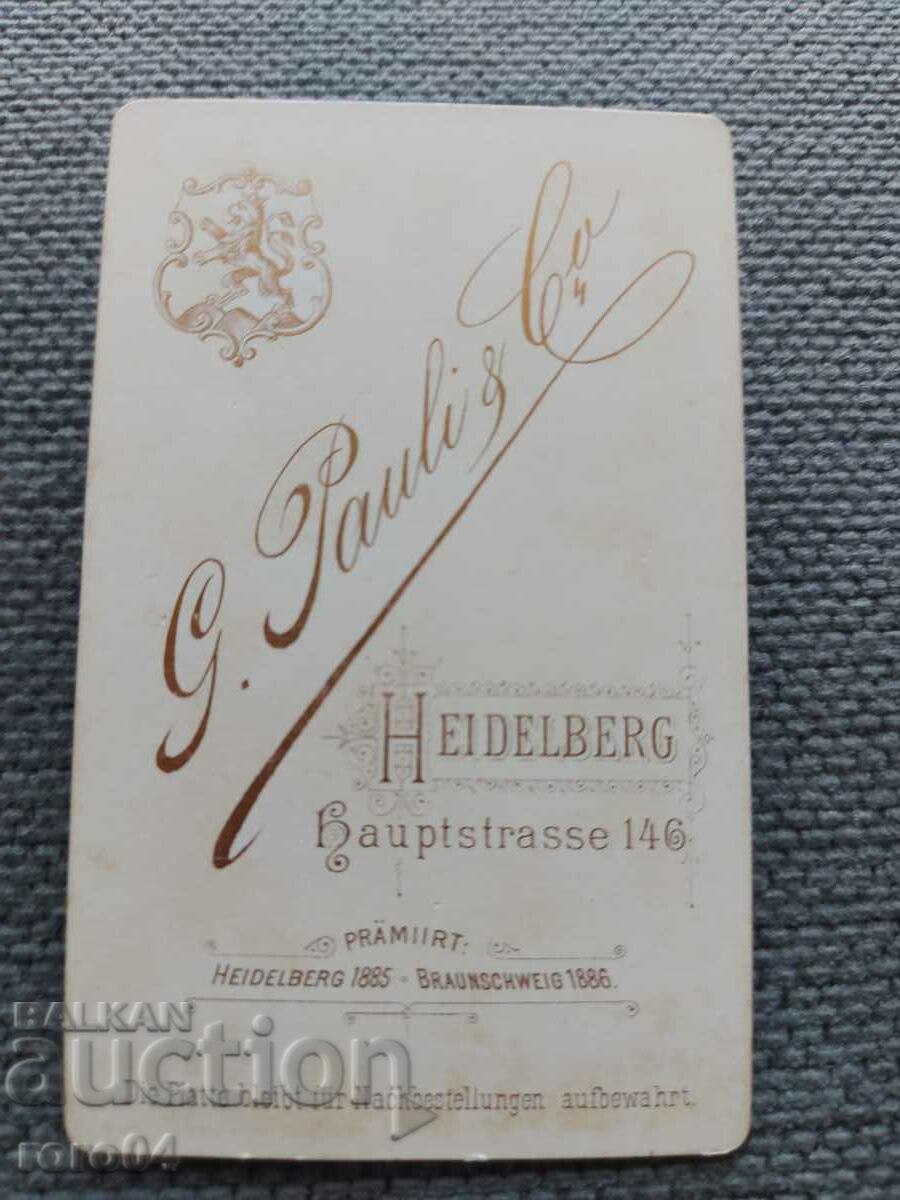 G. Pauli & Co
HEIDELBERG
Hauptstrasse 146
PRÄMIIRT:
HEIDELBERG 1885 - BRAUNSCHWEIG 1886.
Die Platte bleibt für Nachbestellungen aufbewahrt.
BALKAN
auction
roro04